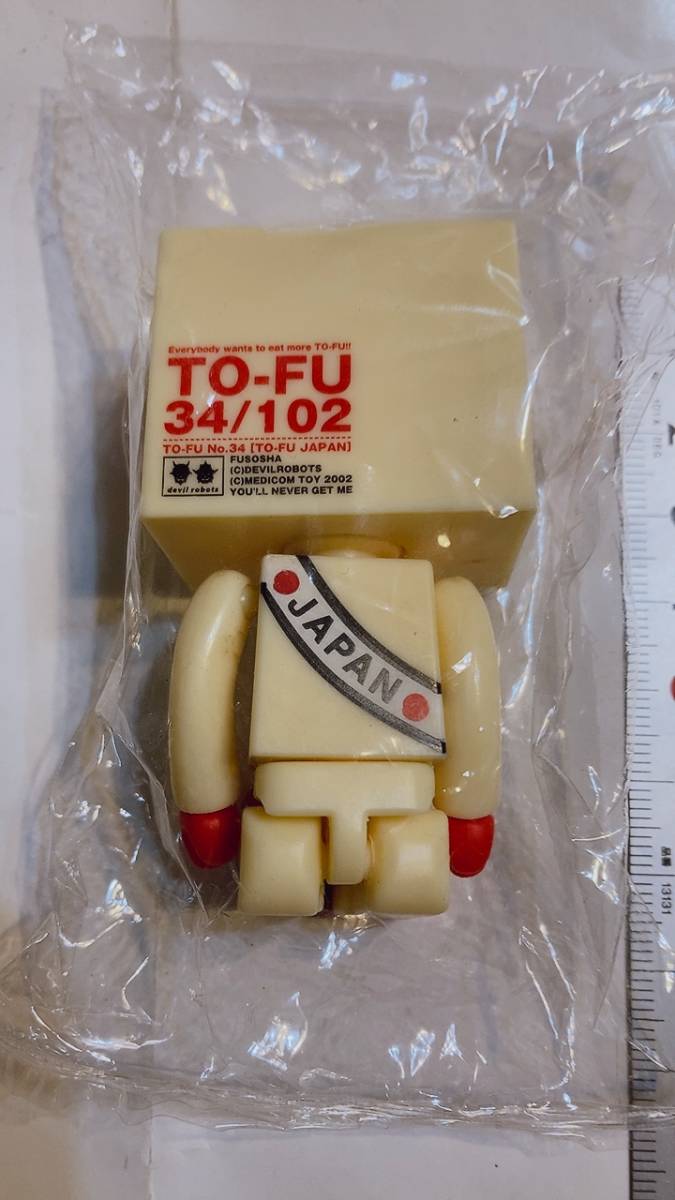 Everybody wants to eat more TO-FU!!
TO-FU
34/102
TO-FU No.34 [TO-FU JAPAN]
FUSOSHA
(C)DEVILROBOTS
(C)MEDICOM TOY 2002
YOU'LL NEVER GET ME
devil robots
JAPAN
13131